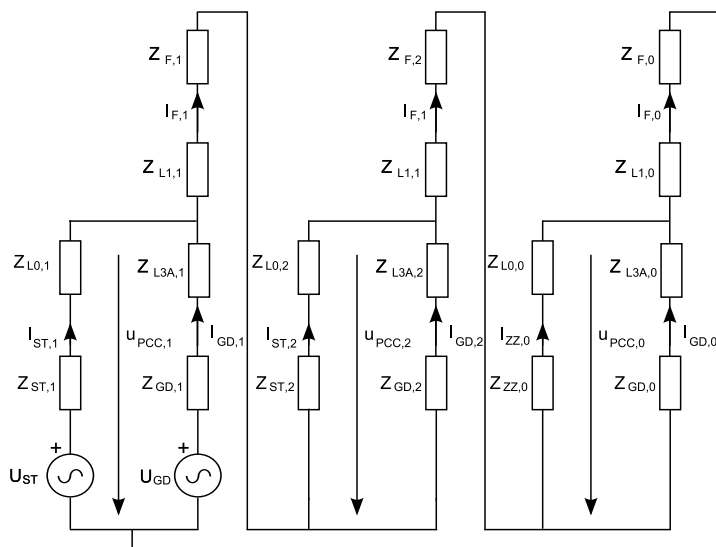 Z F,1
Z F,2
Z F,0
I F,1
I F,1
I F,0
Z L1,1
Z L1,1
Z L1,0
Z L0,1
Z L3A,1
Z L0,2
Z L3A,2
Z L0,0
Z L3A,0
I ST,1
u PCC,1
I GD,1
I ST,2
u PCC,2
I GD,2
I ZZ,0
u PCC,0
I GD,0
Z ST,1
Z GD,1
Z ST,2
Z GD,2
Z ZZ,0
Z GD,0
+
+
U ST
U GD